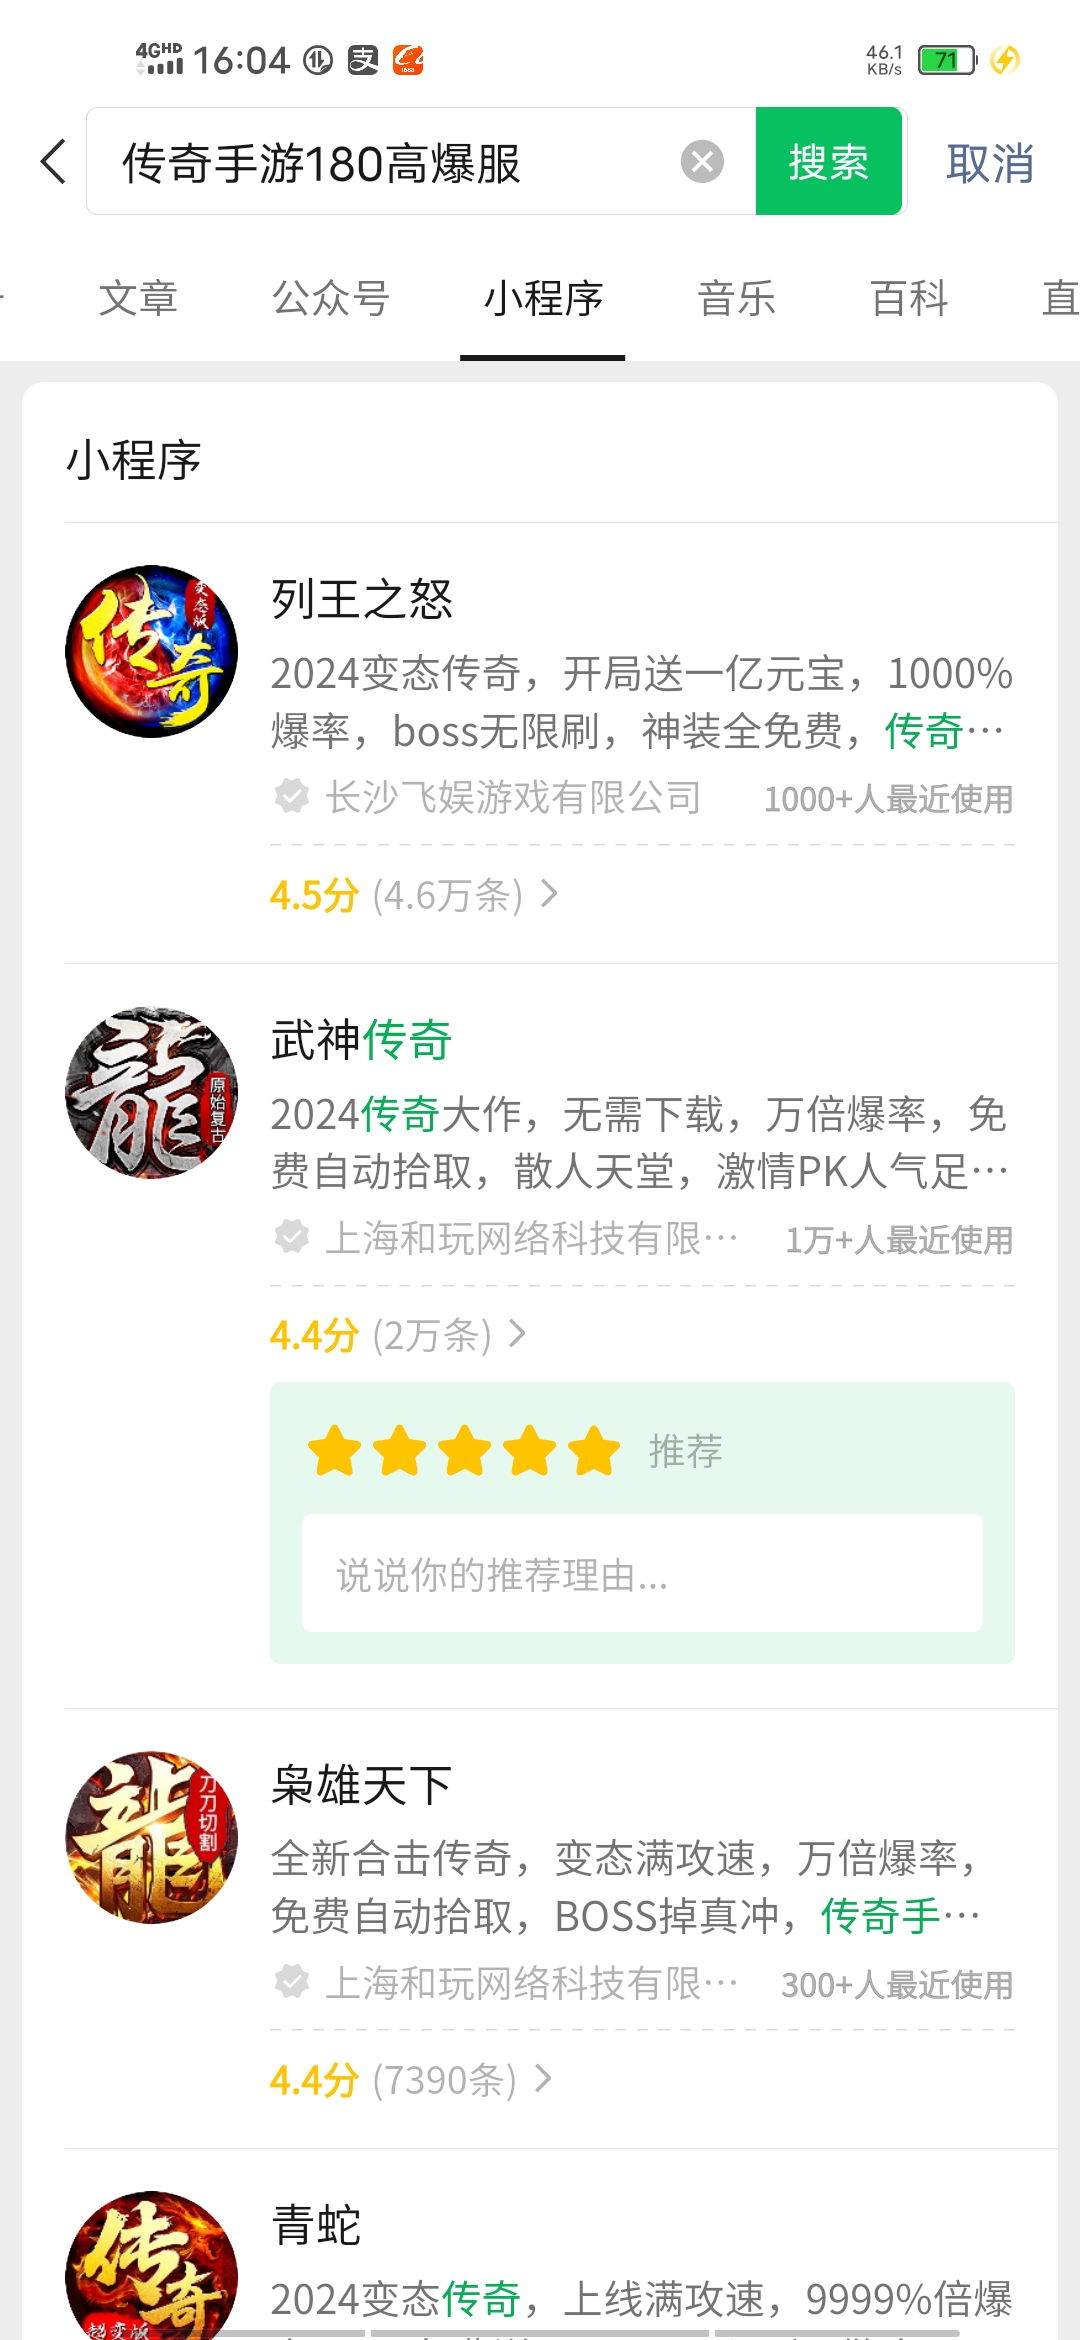 4GHD 16:04 支 46.1 KB/s 71
传奇手游180高爆服 搜索 取消
文章 公众号 小程序 音乐 百科 直
小程序
传奇 变态版
列王之怒
2024变态传奇，开局送一亿元宝，1000%
爆率，boss无限刷，神装全免费，传奇…
长沙飞娱游戏有限公司 1000+人最近使用
4.5分 (4.6万条)
龍 原始复古
武神传奇
2024传奇大作，无需下载，万倍爆率，免
费自动拾取，散人天堂，激情PK人气足…
上海和玩网络科技有限… 1万+人最近使用
4.4分 (2万条)
推荐
说说你的推荐理由...
龍 刀刀切割
枭雄天下
全新合击传奇，变态满攻速，万倍爆率，
免费自动拾取，BOSS掉真冲，传奇手…
上海和玩网络科技有限… 300+人最近使用
4.4分 (7390条)
传奇 超变版
青蛇
2024变态传奇，上线满攻速，9999%倍爆